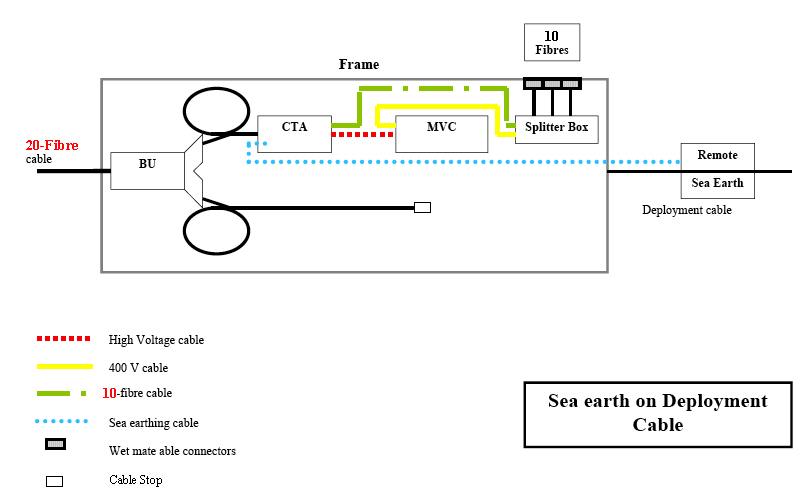 10
Fibres
Frame
CTA
MVC
Splitter Box
20-Fibre
cable
BU
Remote
Sea Earth
Deployment cable
High Voltage cable
400 V cable
10-fibre cable
Sea earthing cable
Wet mate able connectors
Cable Stop
Sea earth on Deployment
Cable